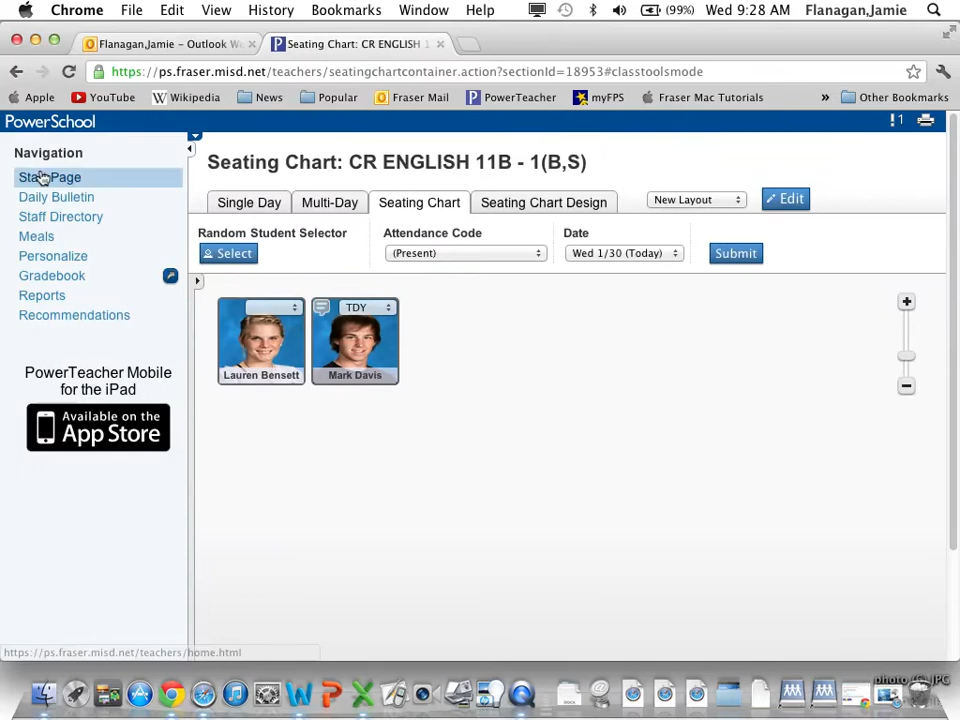 Chrome File Edit View History Bookmarks Window Help (99%) Wed 9:28 AM Flanagan,Jamie
Flanagan,Jamie – Outlook W Seating Chart: CR ENGLISH 1
https://ps.fraser.misd.net/teachers/seatingchartcontainer.action?sectionId=18953#classtoolsmode
Apple YouTube Wikipedia News Popular Fraser Mail PowerTeacher myFPS Fraser Mac Tutorials » Other Bookmarks
PowerSchool !1
Navigation
Start Page
Daily Bulletin
Staff Directory
Meals
Personalize
Gradebook
Reports
Recommendations
PowerTeacher Mobile
for the iPad
Available on the
App Store
Seating Chart: CR ENGLISH 11B - 1(B,S)
Single Day Multi-Day Seating Chart Seating Chart Design New Layout Edit
Random Student Selector Attendance Code Date
Select (Present) Wed 1/30 (Today) Submit
TDY
Lauren Bensett Mark Davis
https://ps.fraser.misd.net/teachers/home.html
photo (C).JPG